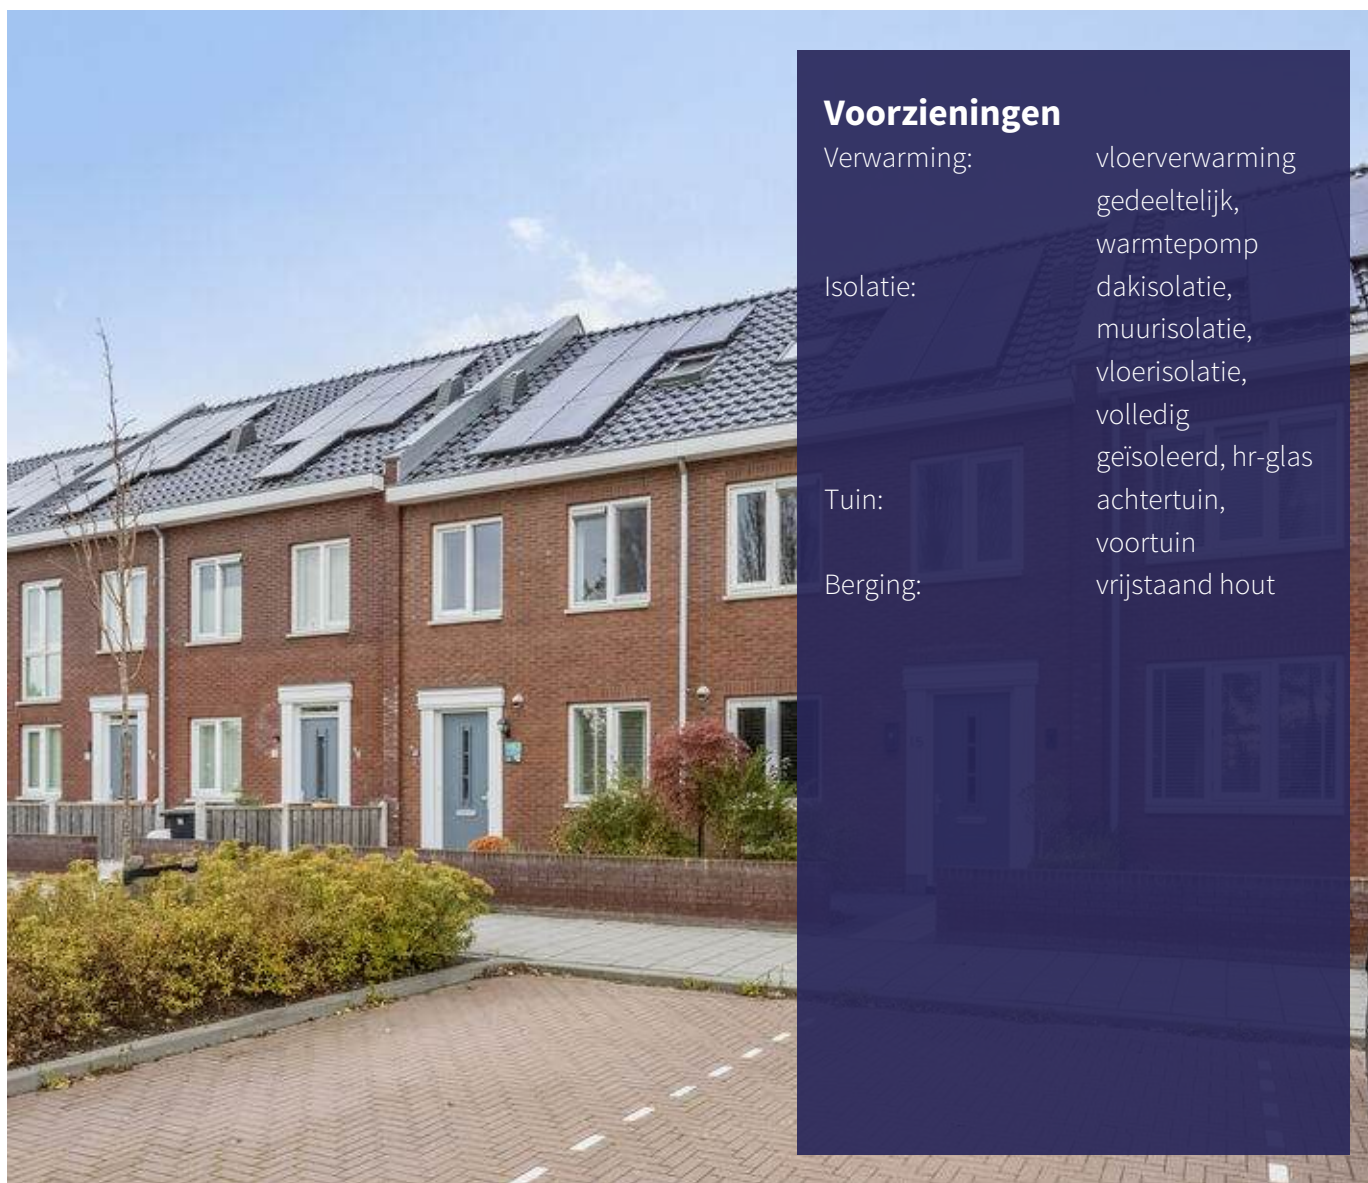 Voorzieningen
Verwarming: vloerverwarming
gedeeltelijk,
warmtepomp
Isolatie: dakisolatie,
muurisolatie,
vloerisolatie,
volledig
geïsoleerd, hr-glas
Tuin: achtertuin,
voortuin
Berging: vrijstaand hout